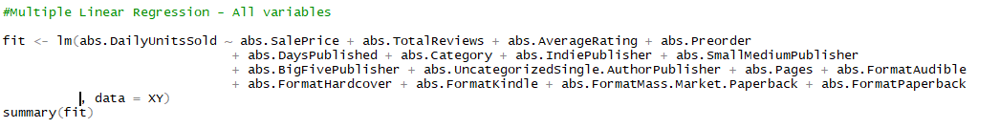 #Multiple Linear Regression - All variables
fit <- lm(abs.DailyUnitsSold ~ abs.SalePrice + abs.TotalReviews + abs.AverageRating + abs.Preorder
+ abs.DaysPublished + abs.Category + abs.IndiePublisher + abs.SmallMediumPublisher
+ abs.BigFivePublisher + abs.UncategorizedSingle.AuthorPublisher + abs.Pages + abs.FormatAudible
+ abs.FormatHardcover + abs.FormatKindle + abs.FormatMass.Market.Paperback + abs.FormatPaperback
, data = XY)
summary(fit)